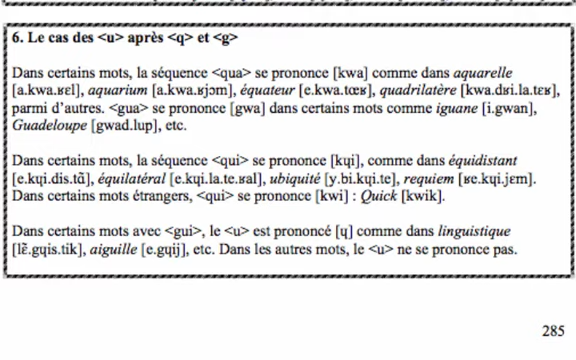 6. Le cas des <u> après <q> et <g>
Dans certains mots, la séquence <qua> se prononce [kwa] comme dans aquarelle
[a.kwa.ʁɛl], aquarium [a.kwa.ʁjɔm], équateur [e.kwa.tœʁ], quadrilatère [kwa.dʁi.la.tɛʁ],
parmi d’autres. <gua> se prononce [gwa] dans certains mots comme iguane [i.gwan],
Guadeloupe [gwad.lup], etc.
Dans certains mots, la séquence <qui> se prononce [kɥi], comme dans équidistant
[e.kɥi.dis.tɑ̃], équilatéral [e.kɥi.la.te.ʁal], ubiquité [y.bi.kɥi.te], requiem [ʁe.kɥi.jɛm].
Dans certains mots étrangers, <qui> se prononce [kwi] : Quick [kwik].
Dans certains mots avec <gui>, le <u> est prononcé [ɥ] comme dans linguistique
[lɛ̃.gɥis.tik], aiguille [e.gɥij], etc. Dans les autres mots, le <u> ne se prononce pas.
285